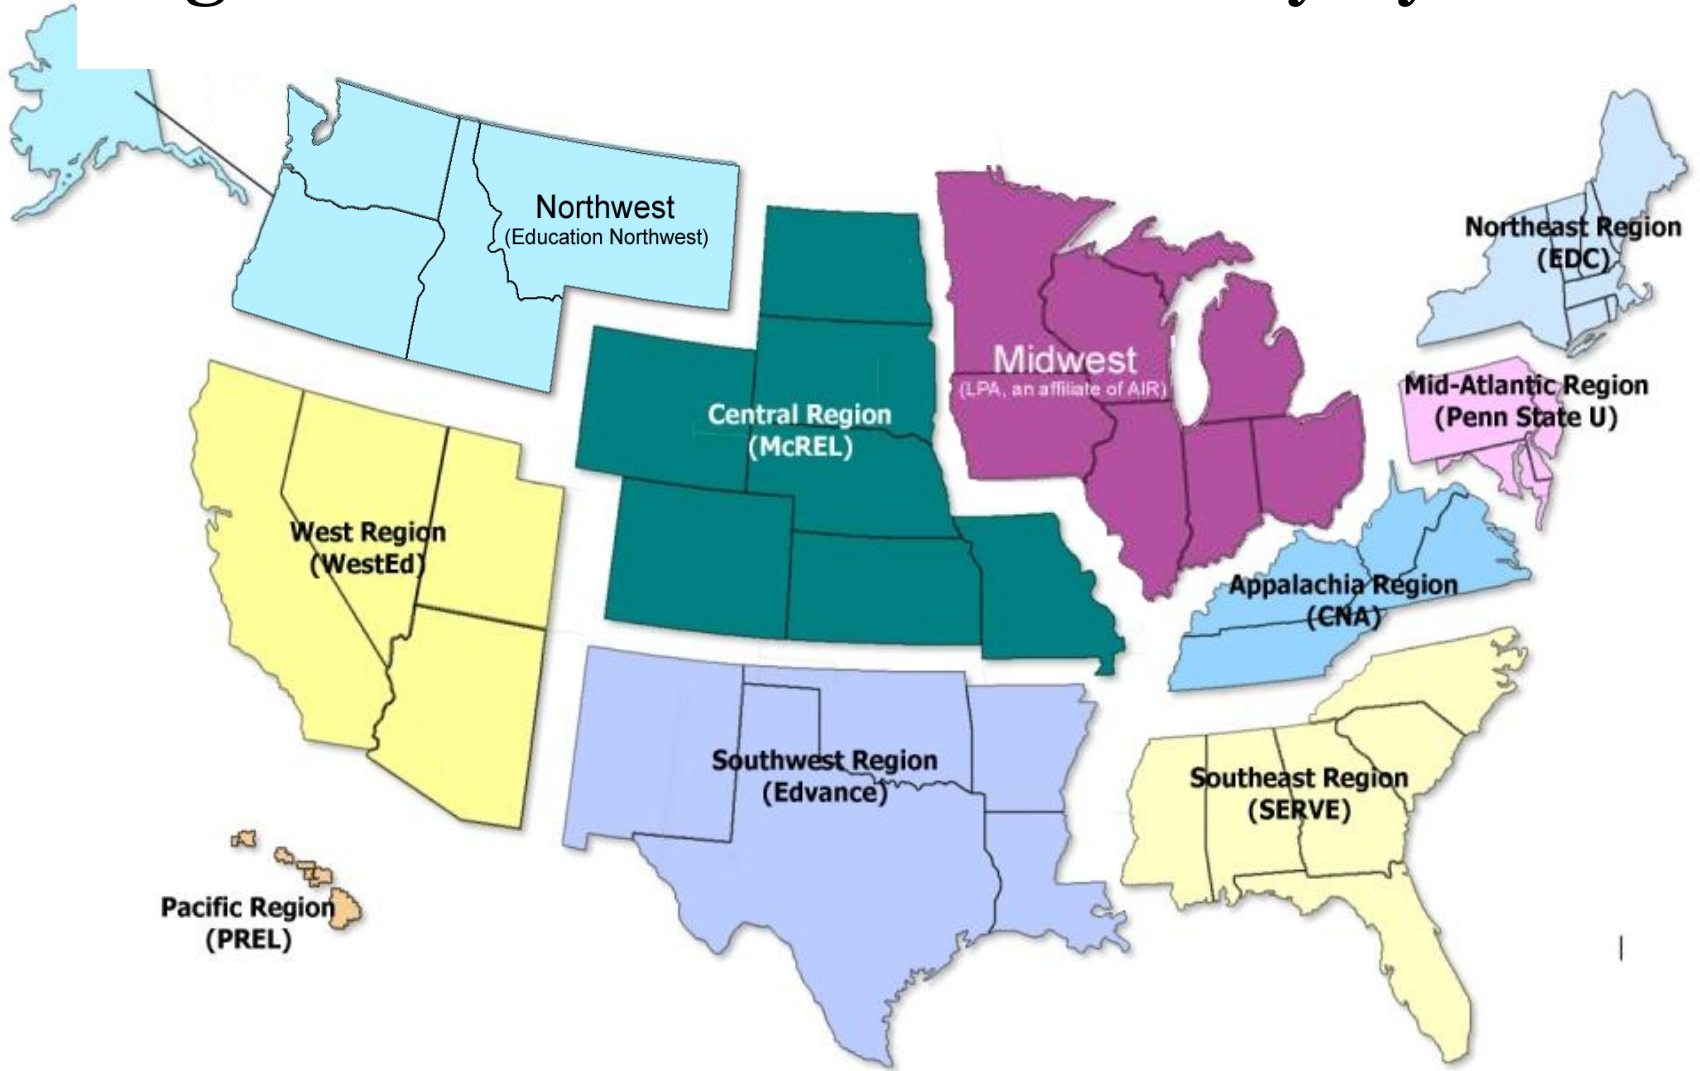 Northwest
(Education Northwest)
Northeast Region
(EDC)
Midwest
(LPA, an affiliate of AIR)
Mid-Atlantic Region
(Penn State U)
Central Region
(McREL)
West Region
(WestEd)
Appalachia Region
(CNA)
Southwest Region
(Edvance)
Southeast Region
(SERVE)
Pacific Region
(PREL)